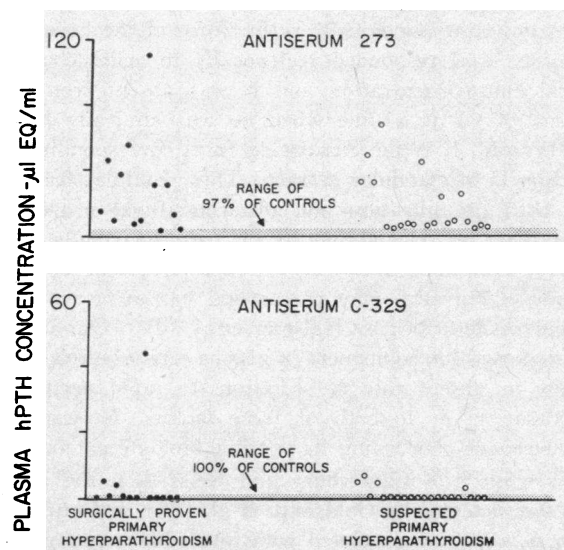 PLASMA hPTH CONCENTRATION-µl EQ/ml
120
ANTISERUM 273
RANGE OF
97% OF CONTROLS
60
ANTISERUM C-329
RANGE OF
100% OF CONTROLS
SURGICALLY PROVEN
PRIMARY
HYPERPARATHYROIDISM
SUSPECTED
PRIMARY
HYPERPARATHYROIDISM